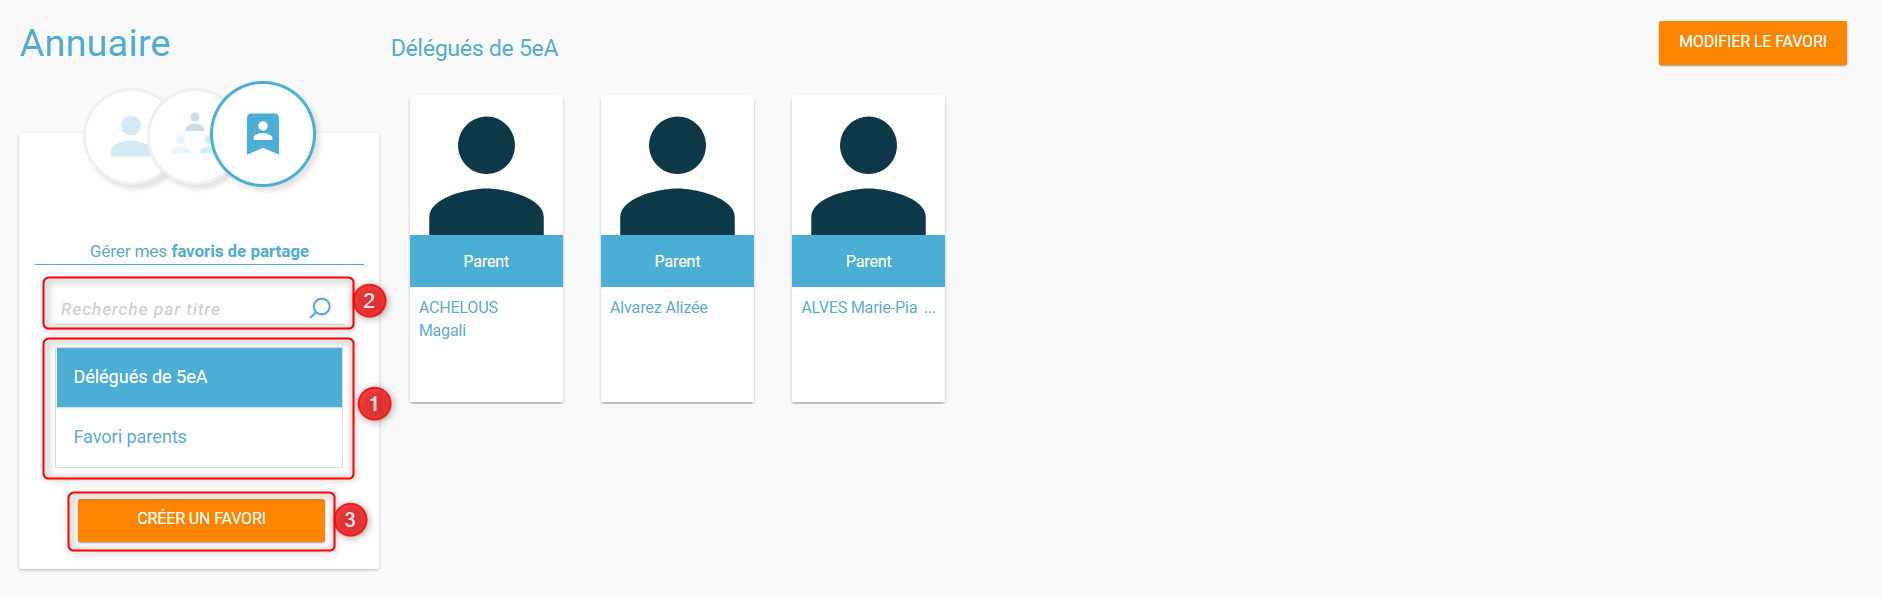 Annuaire
Délégués de 5eA
MODIFIER LE FAVORI
Gérer mes favoris de partage
Recherche par titre
2
Délégués de 5eA
Favori parents
1
CRÉER UN FAVORI
3
Parent
ACHELOUS
Magali
Parent
Alvarez Alizée
Parent
ALVES Marie-Pia ...